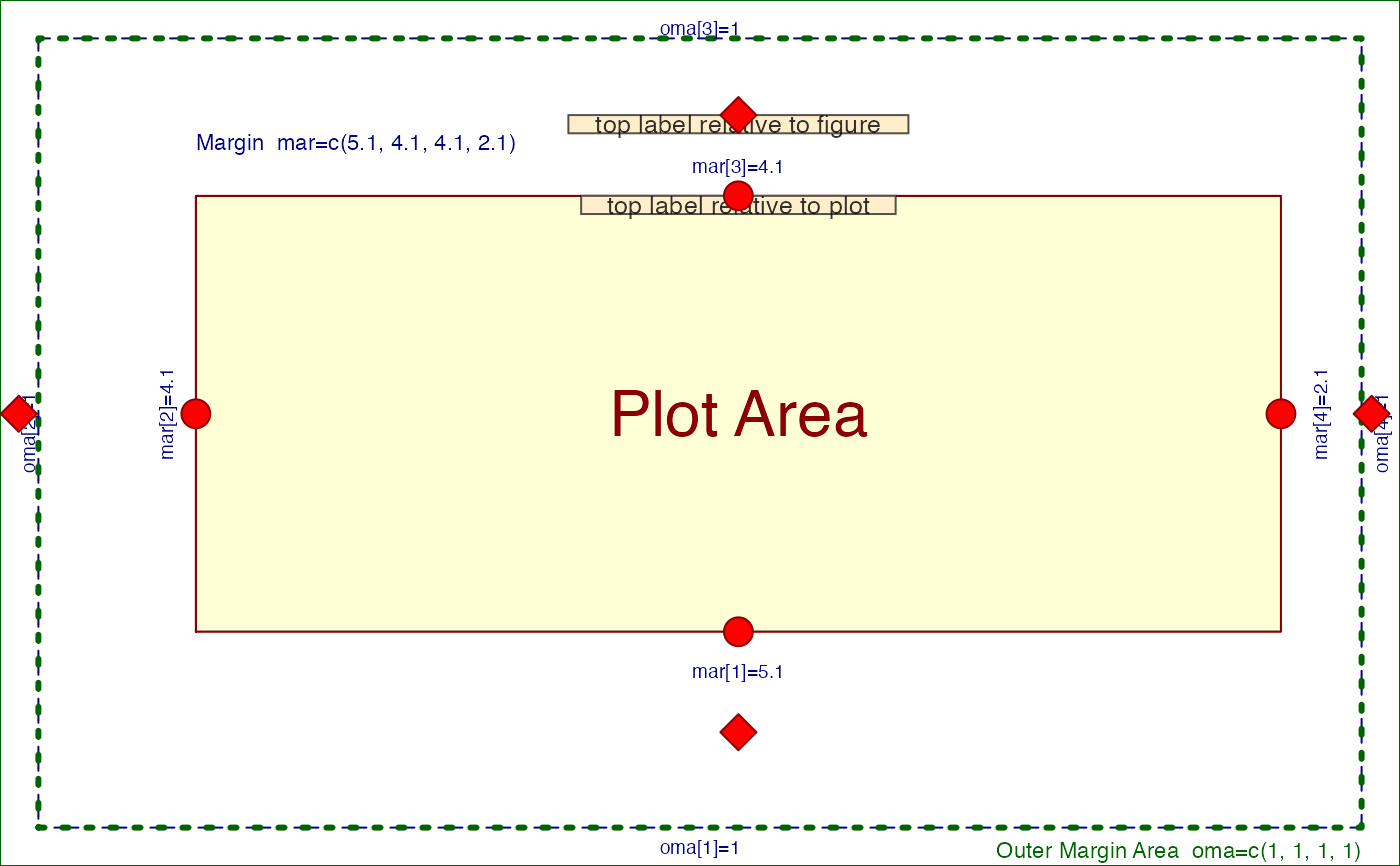 oma[3]=1
top label relative to figure
Margin  mar=c(5.1, 4.1, 4.1, 2.1)
mar[3]=4.1
top label relative to plot
oma[2]=1
mar[2]=4.1
Plot Area
mar[4]=2.1
oma[4]=1
mar[1]=5.1
oma[1]=1
Outer Margin Area  oma=c(1, 1, 1, 1)